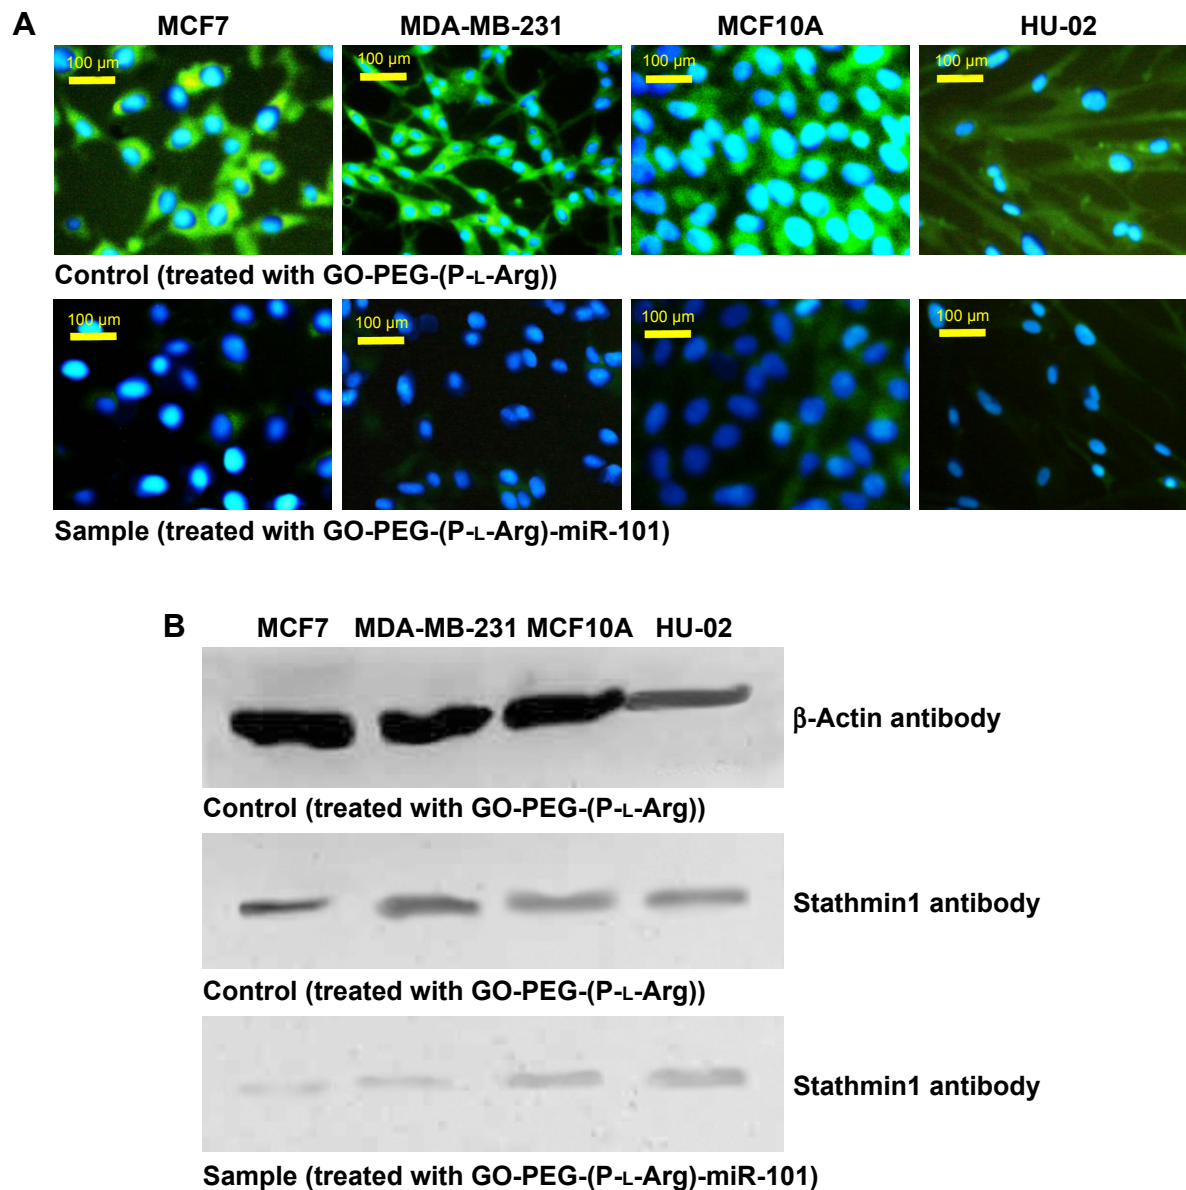 A
MCF7 MDA-MB-231 MCF10A HU-02
100 µm 100 µm 100 µm 100 µm
Control (treated with GO-PEG-(P-L-Arg))
100 µm 100 µm 100 µm 100 µm
Sample (treated with GO-PEG-(P-L-Arg)-miR-101)
B
MCF7 MDA-MB-231 MCF10A HU-02
β-Actin antibody
Control (treated with GO-PEG-(P-L-Arg))
Stathmin1 antibody
Control (treated with GO-PEG-(P-L-Arg))
Stathmin1 antibody
Sample (treated with GO-PEG-(P-L-Arg)-miR-101)